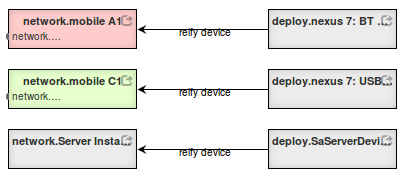 network.mobile A1
network....
reify device
deploy.nexus 7: BT ...
network.mobile C1
network....
reify device
deploy.nexus 7: USB...
network.Server Insta...
reify device
deploy.SaServerDevi...